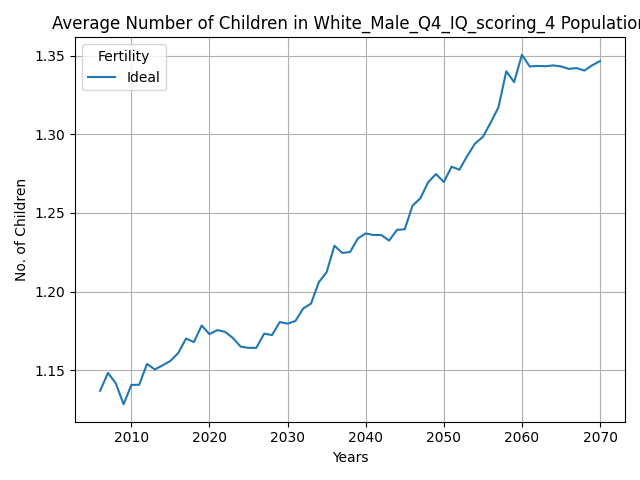 Average Number of Children in White_Male_Q4_IQ_scoring_4 Population
Fertility
Ideal
No. of Children
1.35
1.30
1.25
1.20
1.15
2010 2020 2030 2040 2050 2060 2070
Years